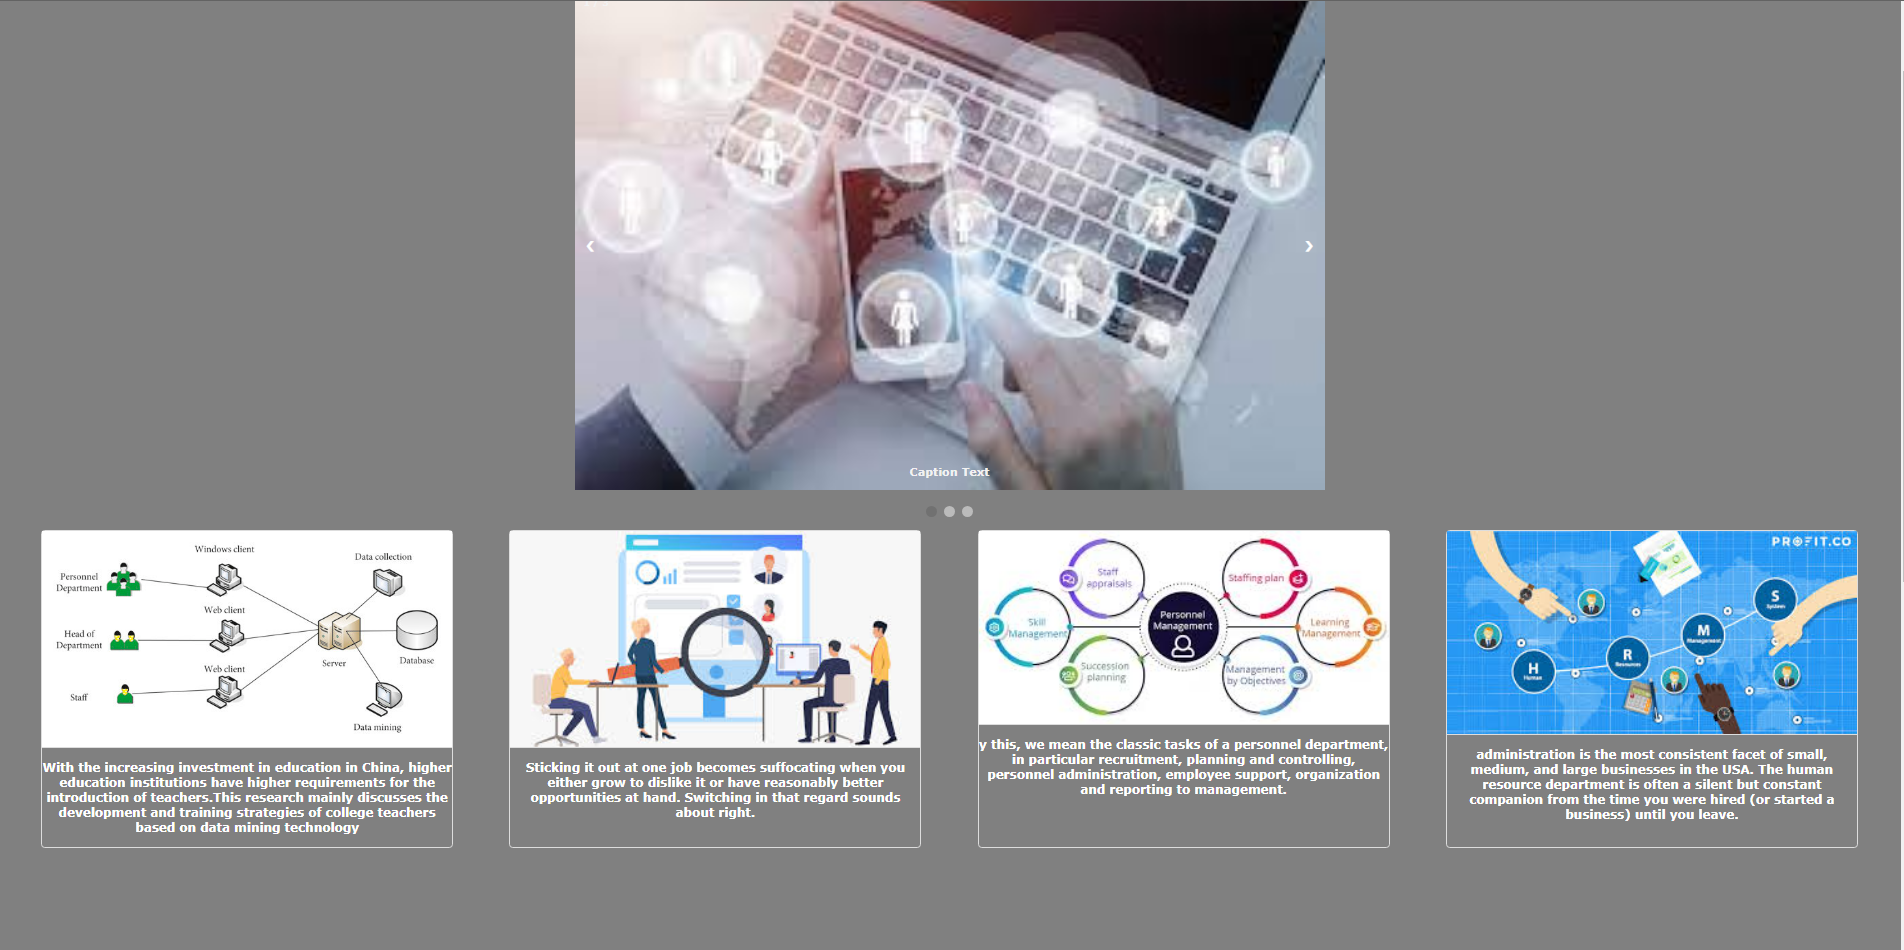 ‹
›
Caption Text
Windows client
Data collection
Personnel
Department
Web client
Head of
Department
Server
Database
Web client
Staff
Data mining
With the increasing investment in education in China, higher
education institutions have higher requirements for the
introduction of teachers.This research mainly discusses the
development and training strategies of college teachers
based on data mining technology
Sticking it out at one job becomes suffocating when you
either grow to dislike it or have reasonably better
opportunities at hand. Switching in that regard sounds
about right.
Staff
appraisals
Staffing plan
Skill
Management
Personnel
Management
Learning
Management
Succession
planning
Management
by Objectives
y this, we mean the classic tasks of a personnel department,
in particular recruitment, planning and controlling,
personnel administration, employee support, organization
and reporting to management.
PROFIT.CO
S
System
M
Management
R
Resources
H
Human
administration is the most consistent facet of small,
medium, and large businesses in the USA. The human
resource department is often a silent but constant
companion from the time you were hired (or started a
business) until you leave.